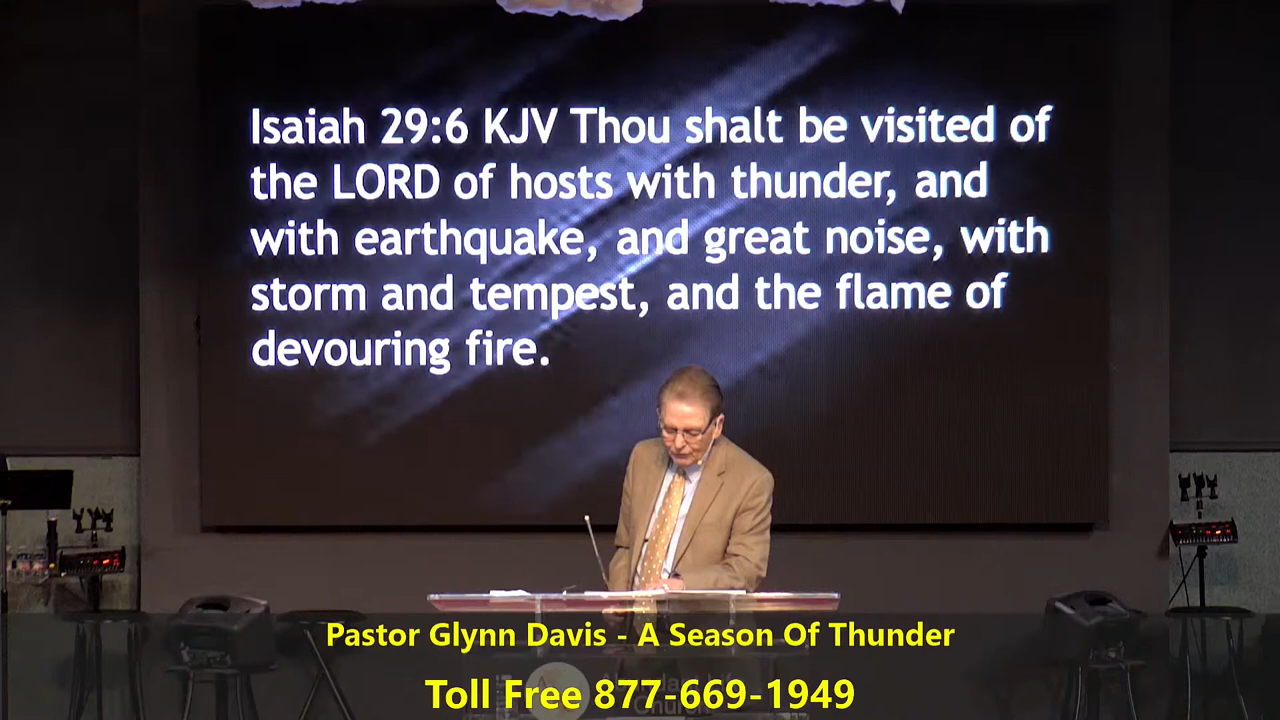 Isaiah 29:6 KJV Thou shalt be visited of
the LORD of hosts with thunder, and
with earthquake, and great noise, with
storm and tempest, and the flame of
devouring fire.
Pastor Glynn Davis - A Season Of Thunder
Toll Free 877-669-1949
Church